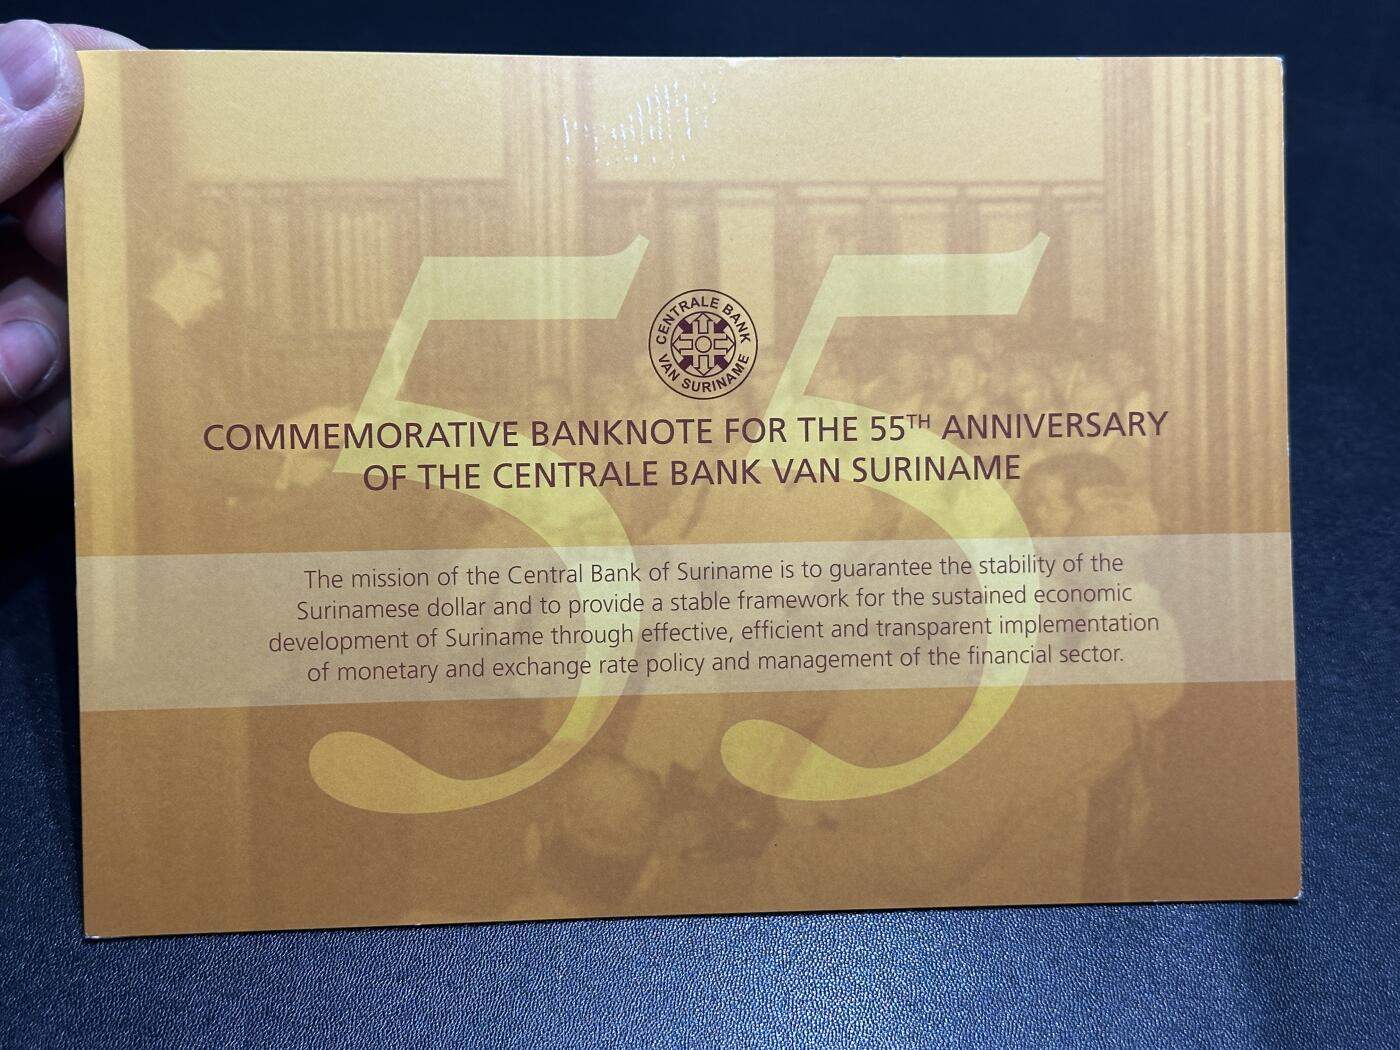 55
CENTRALE BANK
VAN SURINAME
COMMEMORATIVE BANKNOTE FOR THE 55TH ANNIVERSARY
OF THE CENTRALE BANK VAN SURINAME
The mission of the Central Bank of Suriname is to guarantee the stability of the
Surinamese dollar and to provide a stable framework for the sustained economic
development of Suriname through effective, efficient and transparent implementation
of monetary and exchange rate policy and management of the financial sector.